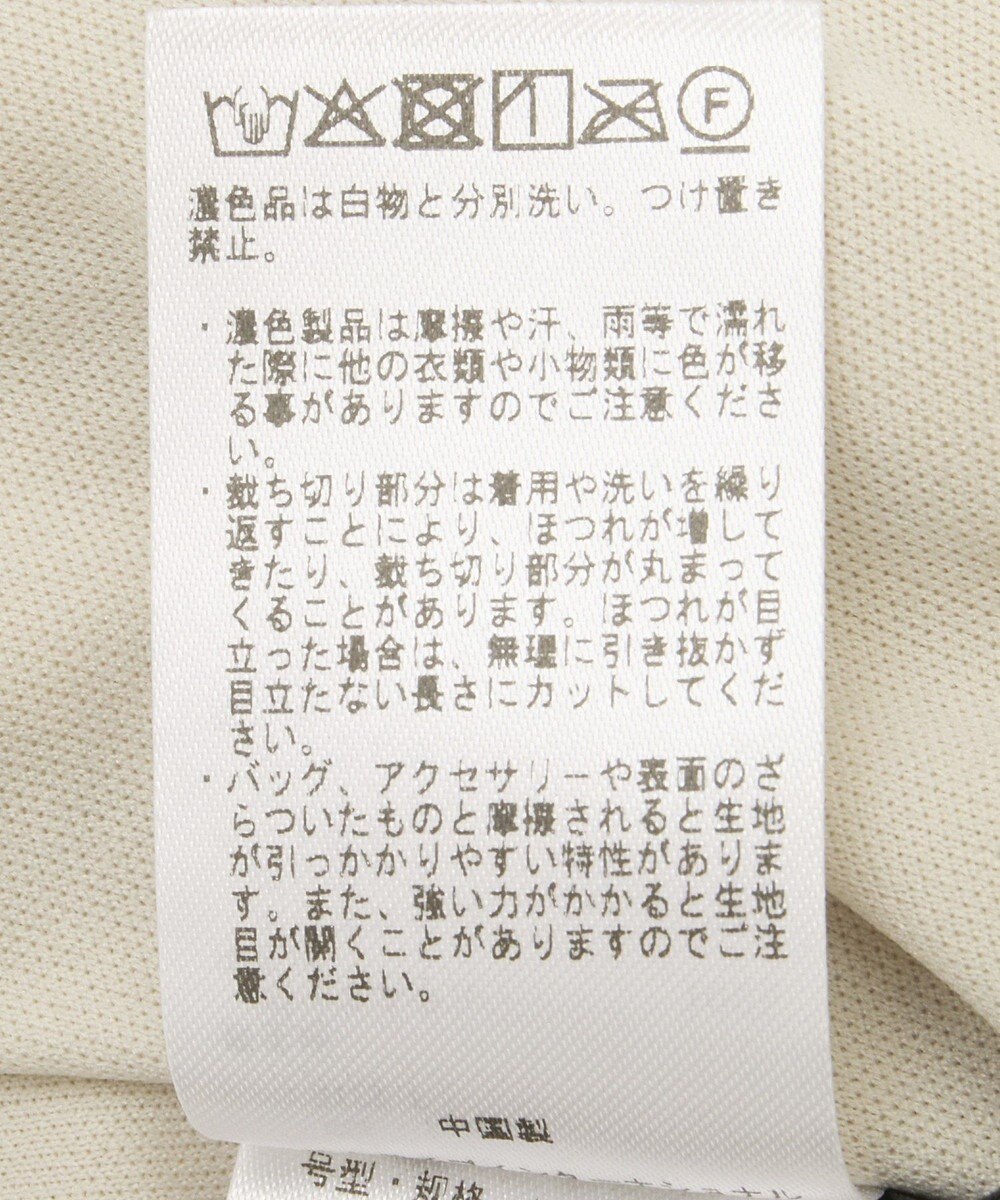 F
濃色品は白物と分別洗い。つけ置き
禁止。
・濃色製品は摩擦や汗、雨等で濡れ
た際に他の衣類や小物類に色が移
る事がありますのでご注意くださ
い。
・裁ち切り部分は着用や洗いを繰り
返すことにより、ほつれが増して
きたり、裁ち切り部分が丸まって
くることがあります。ほつれが目
立った場合は、無理に引き抜かず
目立たない長さにカットしてくだ
さい。
・バッグ、アクセサリーや表面のざ
らついたものと摩擦されると生地
が引っかかりやすい特性がありま
す。また、強い力がかかると生地
目が開くことがありますのでご注
意ください。
中国製
号型・规格